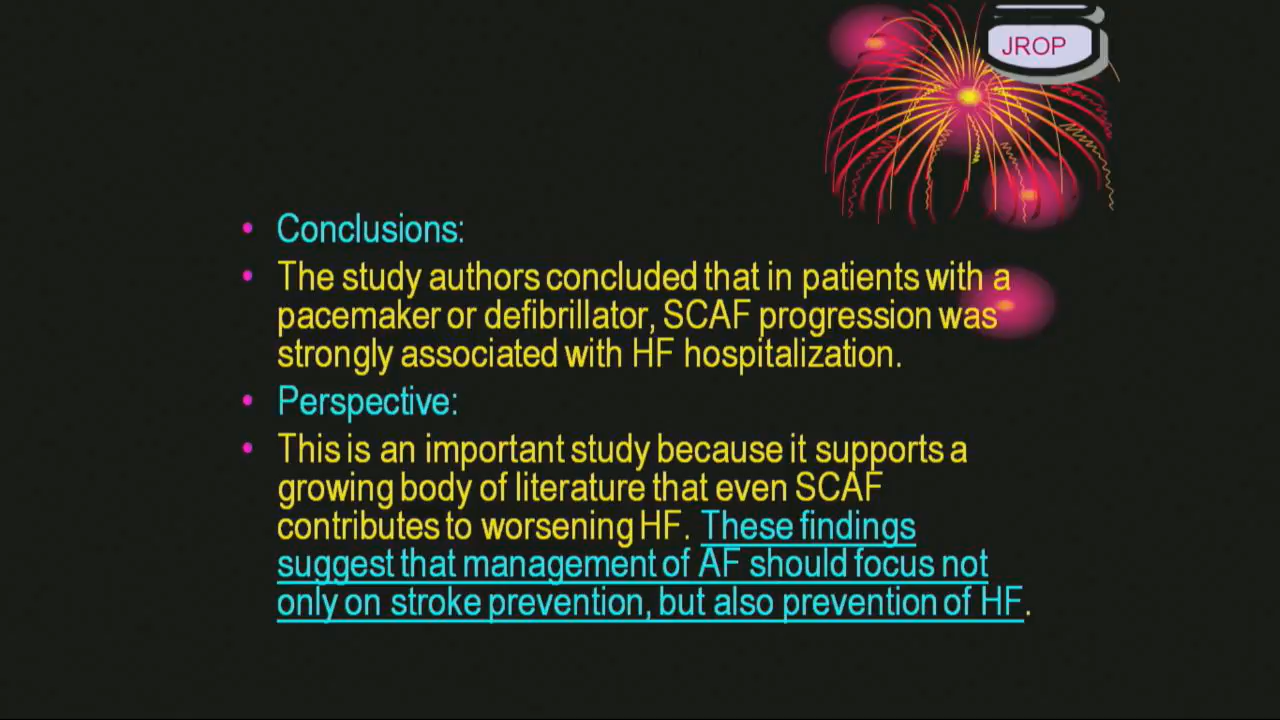 JROP
• Conclusions:
• The study authors concluded that in patients with a
pacemaker or defibrillator, SCAF progression was
strongly associated with HF hospitalization.
• Perspective:
• This is an important study because it supports a
growing body of literature that even SCAF
contributes to worsening HF. These findings
suggest that management of AF should focus not
only on stroke prevention, but also prevention of HF.